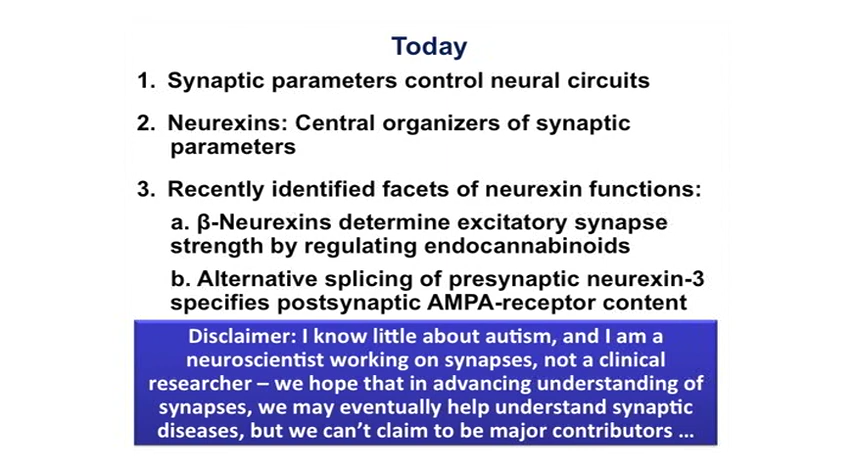 Today
1. Synaptic parameters control neural circuits
2. Neurexins: Central organizers of synaptic
parameters
3. Recently identified facets of neurexin functions:
a. β-Neurexins determine excitatory synapse
strength by regulating endocannabinoids
b. Alternative splicing of presynaptic neurexin-3
specifies postsynaptic AMPA-receptor content
Disclaimer: I know little about autism, and I am a
neuroscientist working on synapses, not a clinical
researcher – we hope that in advancing understanding of
synapses, we may eventually help understand synaptic
diseases, but we can't claim to be major contributors ...